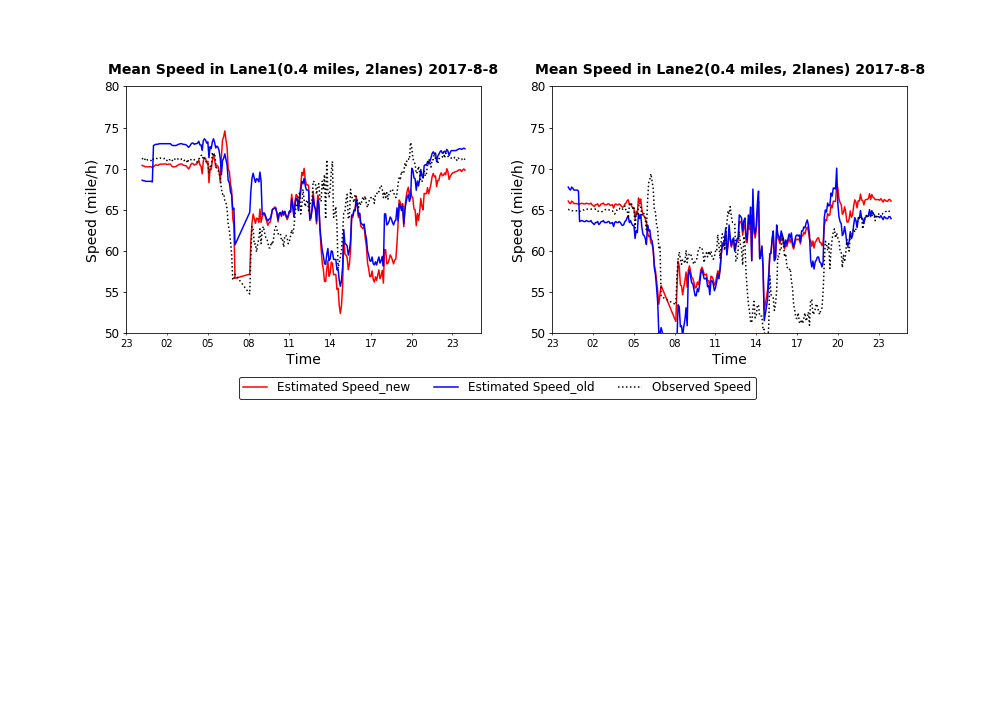 Mean Speed in Lane1(0.4 miles, 2lanes) 2017-8-8
80
75
70
65
60
55
50
Speed (mile/h)
23 02 05 08 11 14 17 20 23
Time
Mean Speed in Lane2(0.4 miles, 2lanes) 2017-8-8
80
75
70
65
60
55
50
Speed (mile/h)
23 02 05 08 11 14 17 20 23
Time
Estimated Speed_new Estimated Speed_old Observed Speed